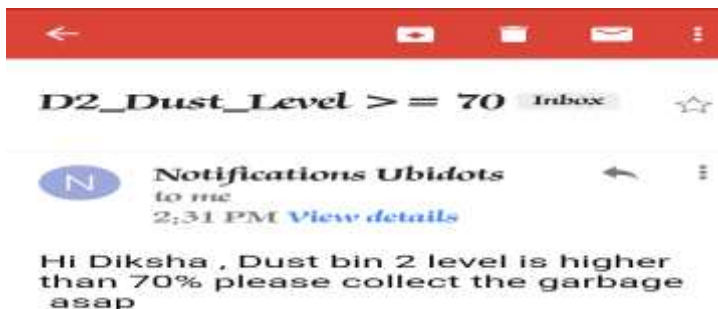 D2_Dust_Level >= 70 Inbox
N
Notifications Ubidots
to me
2:31 PM View details
Hi Diksha , Dust bin 2 level is higher
than 70% please collect the garbage
asap